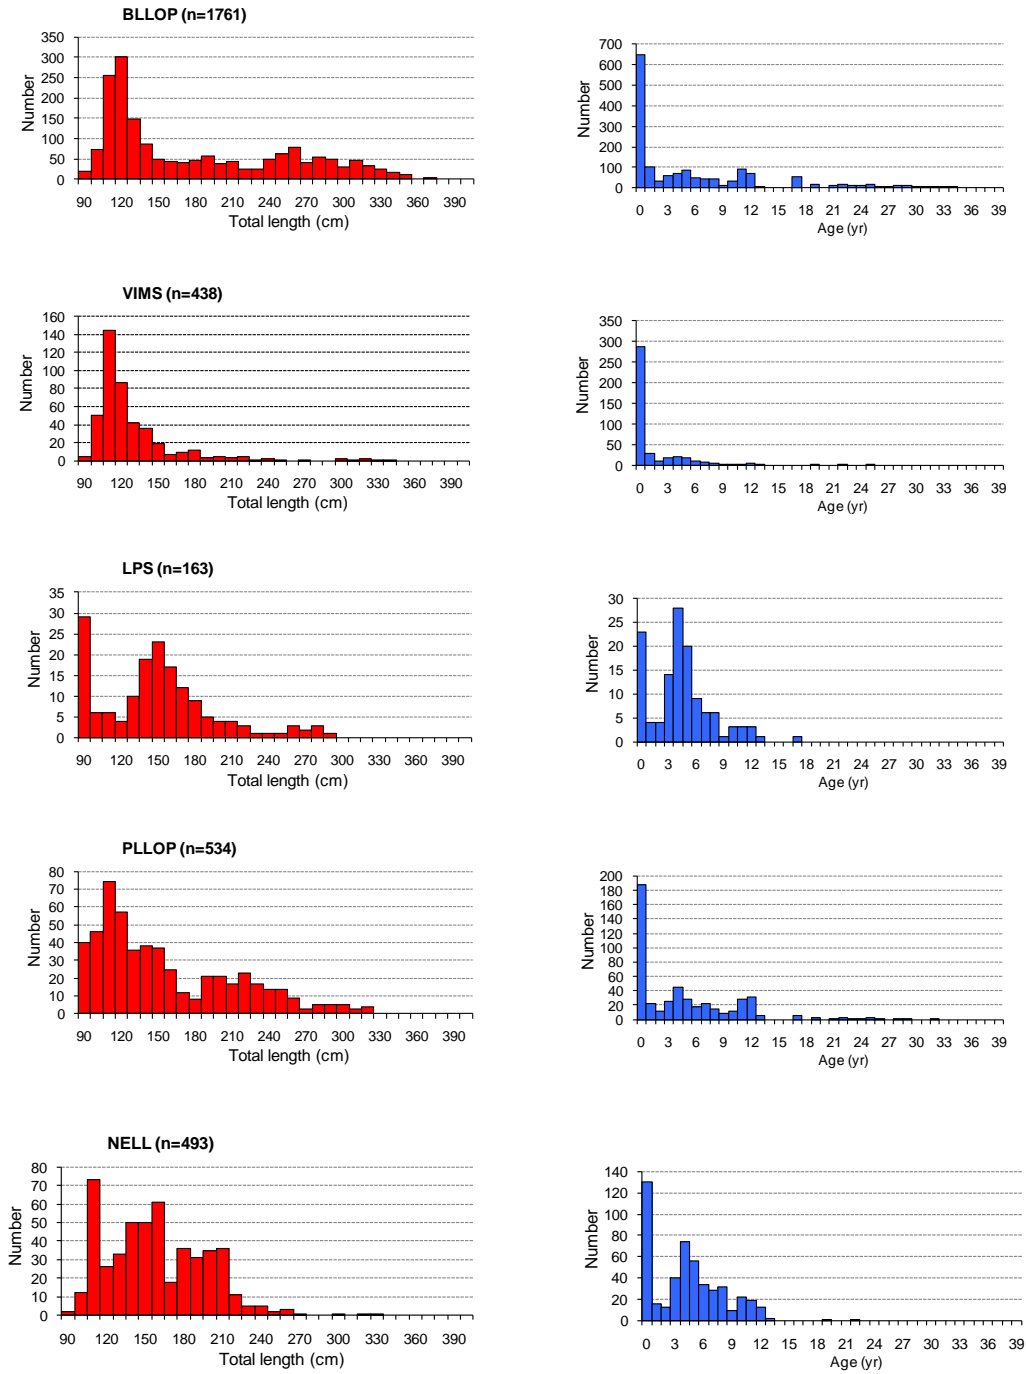 BLLOP (n=1761)
350
300
250
200
150
100
50
0
Number
90 120 150 180 210 240 270 300 330 360 390
Total length (cm)
700
600
500
400
300
200
100
0
Number
0 3 6 9 12 15 18 21 24 27 30 33 36 39
Age (yr)
VIMS (n=438)
160
140
120
100
80
60
40
20
0
Number
90 120 150 180 210 240 270 300 330 360 390
Total length (cm)
350
300
250
200
150
100
50
0
Number
0 3 6 9 12 15 18 21 24 27 30 33 36 39
Age (yr)
LPS (n=163)
35
30
25
20
15
10
5
0
Number
90 120 150 180 210 240 270 300 330 360 390
Total length (cm)
30
25
20
15
10
5
0
Number
0 3 6 9 12 15 18 21 24 27 30 33 36 39
Age (yr)
PLLOP (n=534)
80
70
60
50
40
30
20
10
0
Number
90 120 150 180 210 240 270 300 330 360 390
Total length (cm)
200
180
160
140
120
100
80
60
40
20
0
Number
0 3 6 9 12 15 18 21 24 27 30 33 36 39
Age (yr)
NELL (n=493)
80
70
60
50
40
30
20
10
0
Number
90 120 150 180 210 240 270 300 330 360 390
Total length (cm)
140
120
100
80
60
40
20
0
Number
0 3 6 9 12 15 18 21 24 27 30 33 36 39
Age (yr)